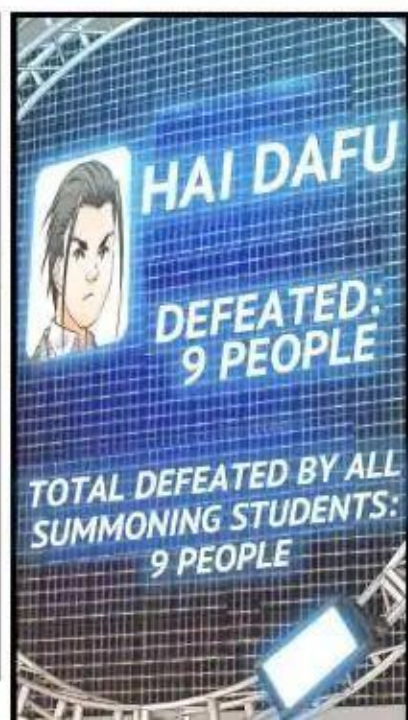 HAI DAFU
DEFEATED:
9 PEOPLE
TOTAL DEFEATED BY ALL
SUMMONING STUDENTS:
9 PEOPLE